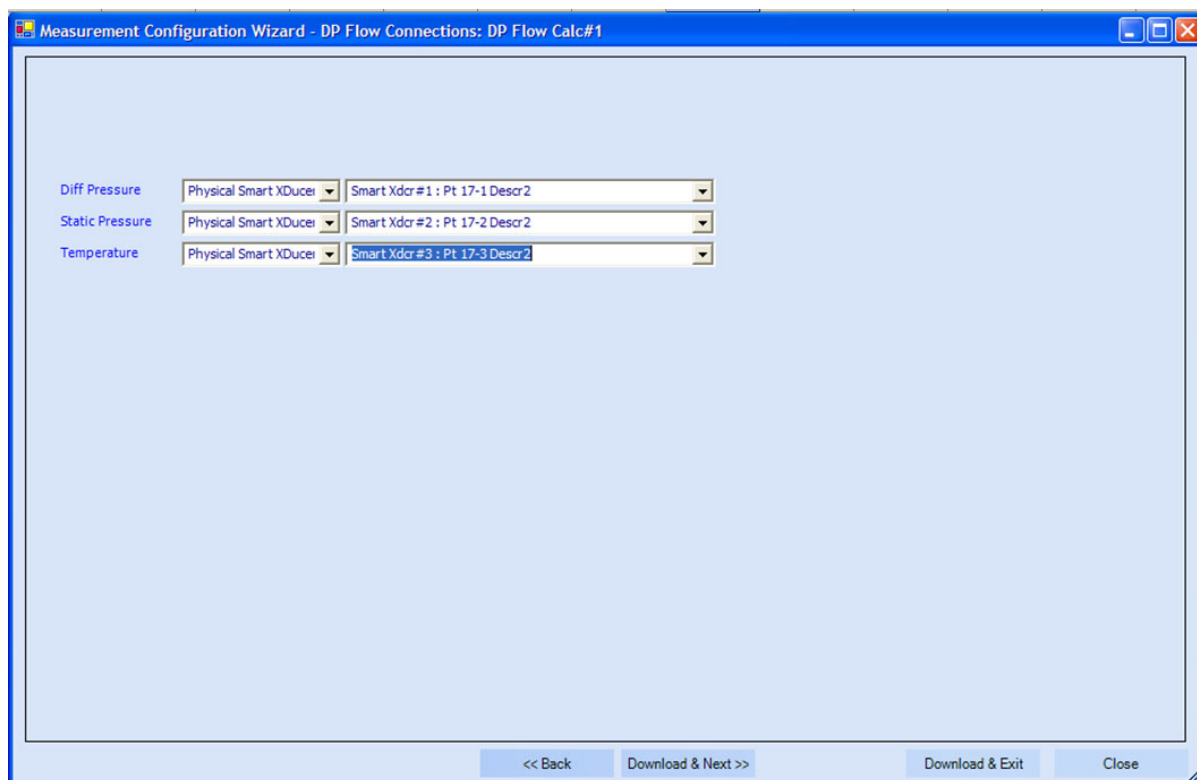 Measurement Configuration Wizard - DP Flow Connections: DP Flow Calc#1
Diff Pressure Physical Smart XDucer Smart Xdcr#1 : Pt 17-1 Descr2
Static Pressure Physical Smart XDucer Smart Xdcr#2 : Pt 17-2 Descr2
Temperature Physical Smart XDucer Smart Xdcr#3 : Pt 17-3 Descr2
<< Back Download & Next >> Download & Exit Close